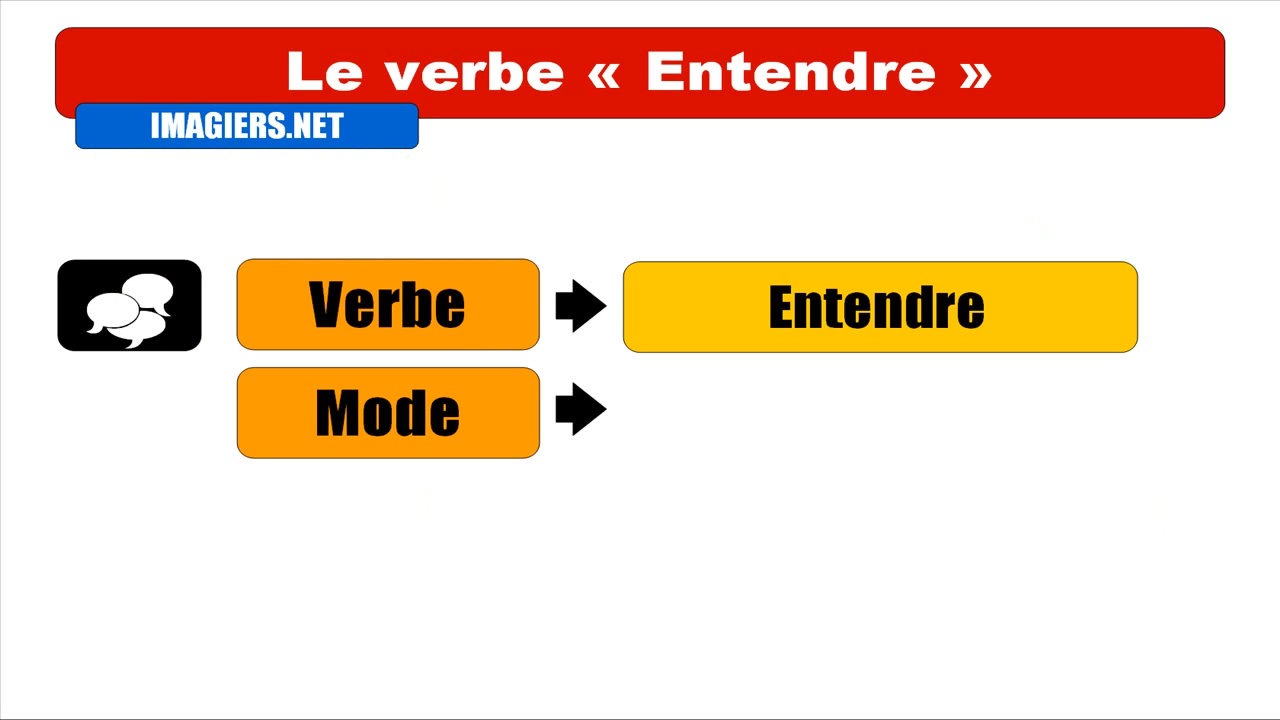 Le verbe « Entendre »
IMAGIERS.NET
Verbe
Entendre
Mode